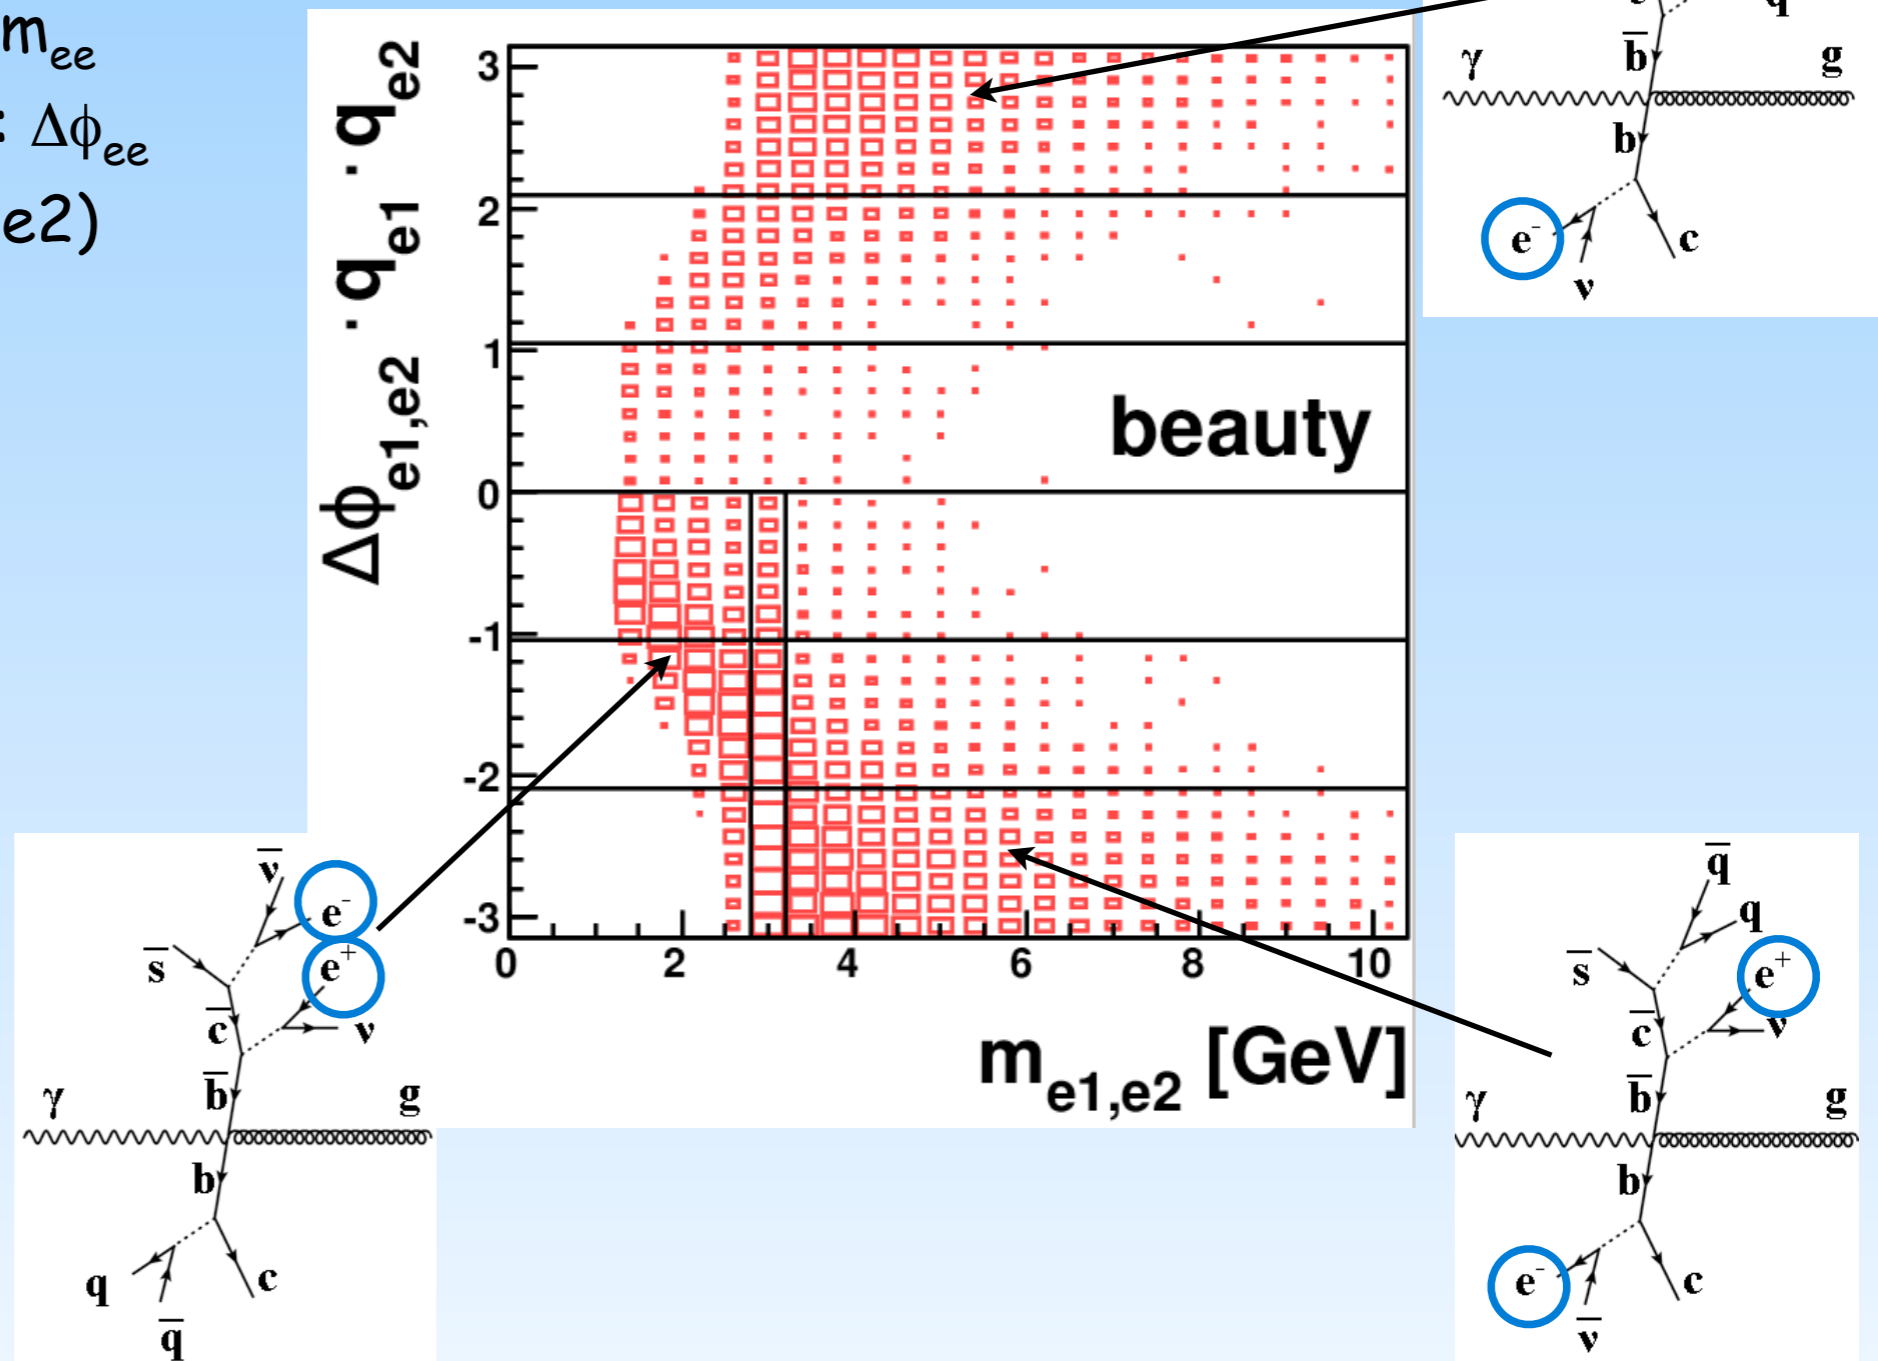 m_ee
: Δϕ_ee
e2)
Δϕ_e1,e2 · q_e1 · q_e2
3
2
1
0
-1
-2
-3
0 2 4 6 8 10
m_e1,e2 [GeV]
beauty
q
b̅
γ g
b
e⁻
c
ν
ν̅
e⁻
s̅
e⁺
c̅
ν
b̅
γ g
b
q
c
q̅
q̅
q
s̅
e⁺
c̅
ν
b̅
γ g
b
e⁻
c
ν̅